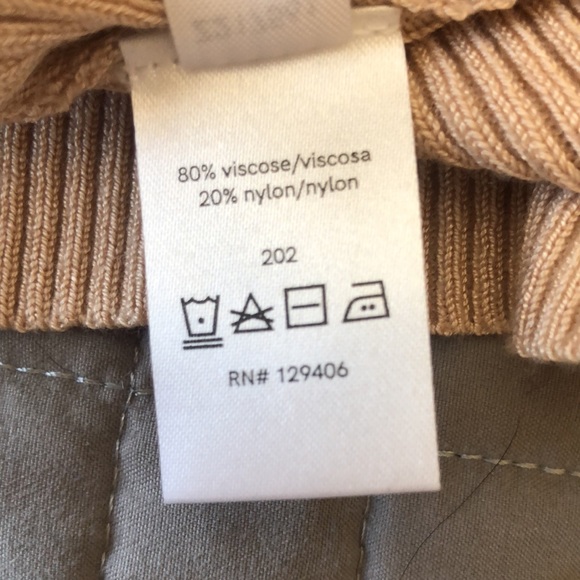 80% viscose/viscosa
20% nylon/nylon
202
RN# 129406